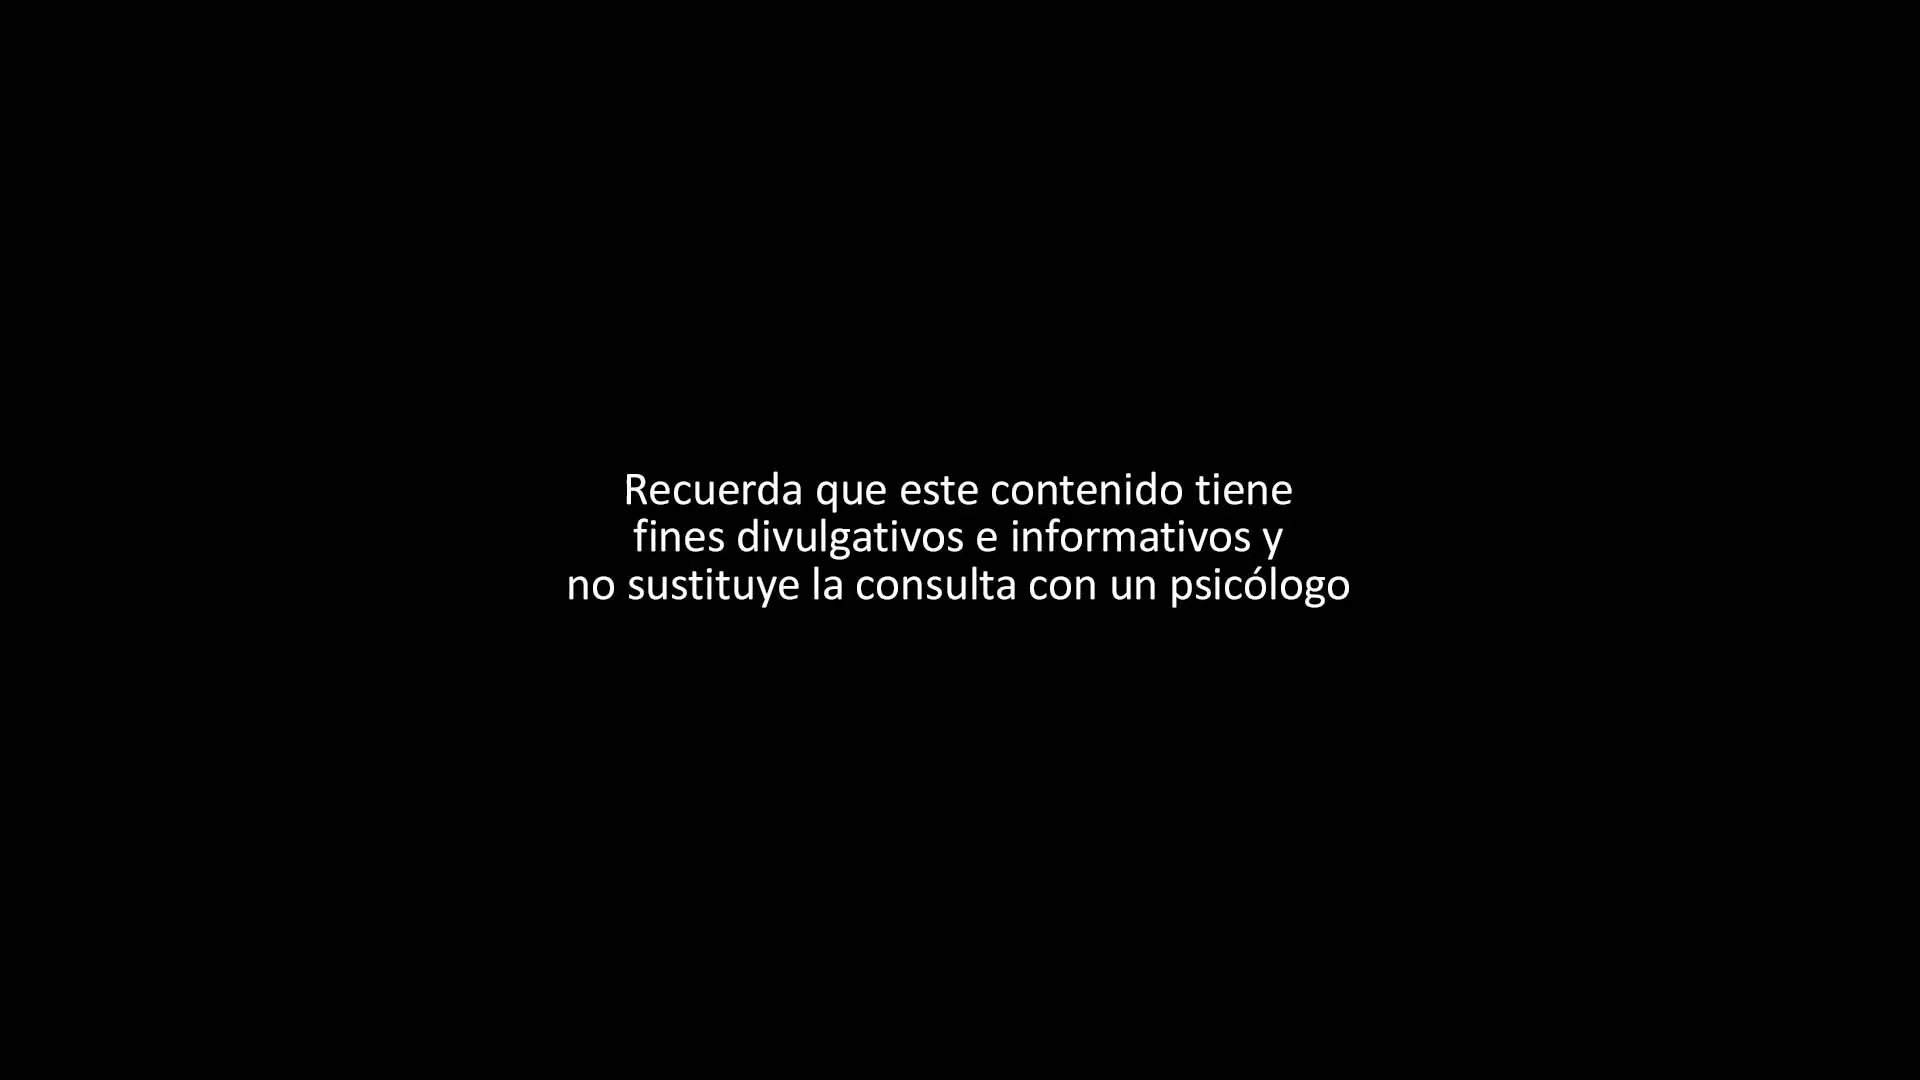 Recuerda que este contenido tiene
fines divulgativos e informativos y
no sustituye la consulta con un psicólogo